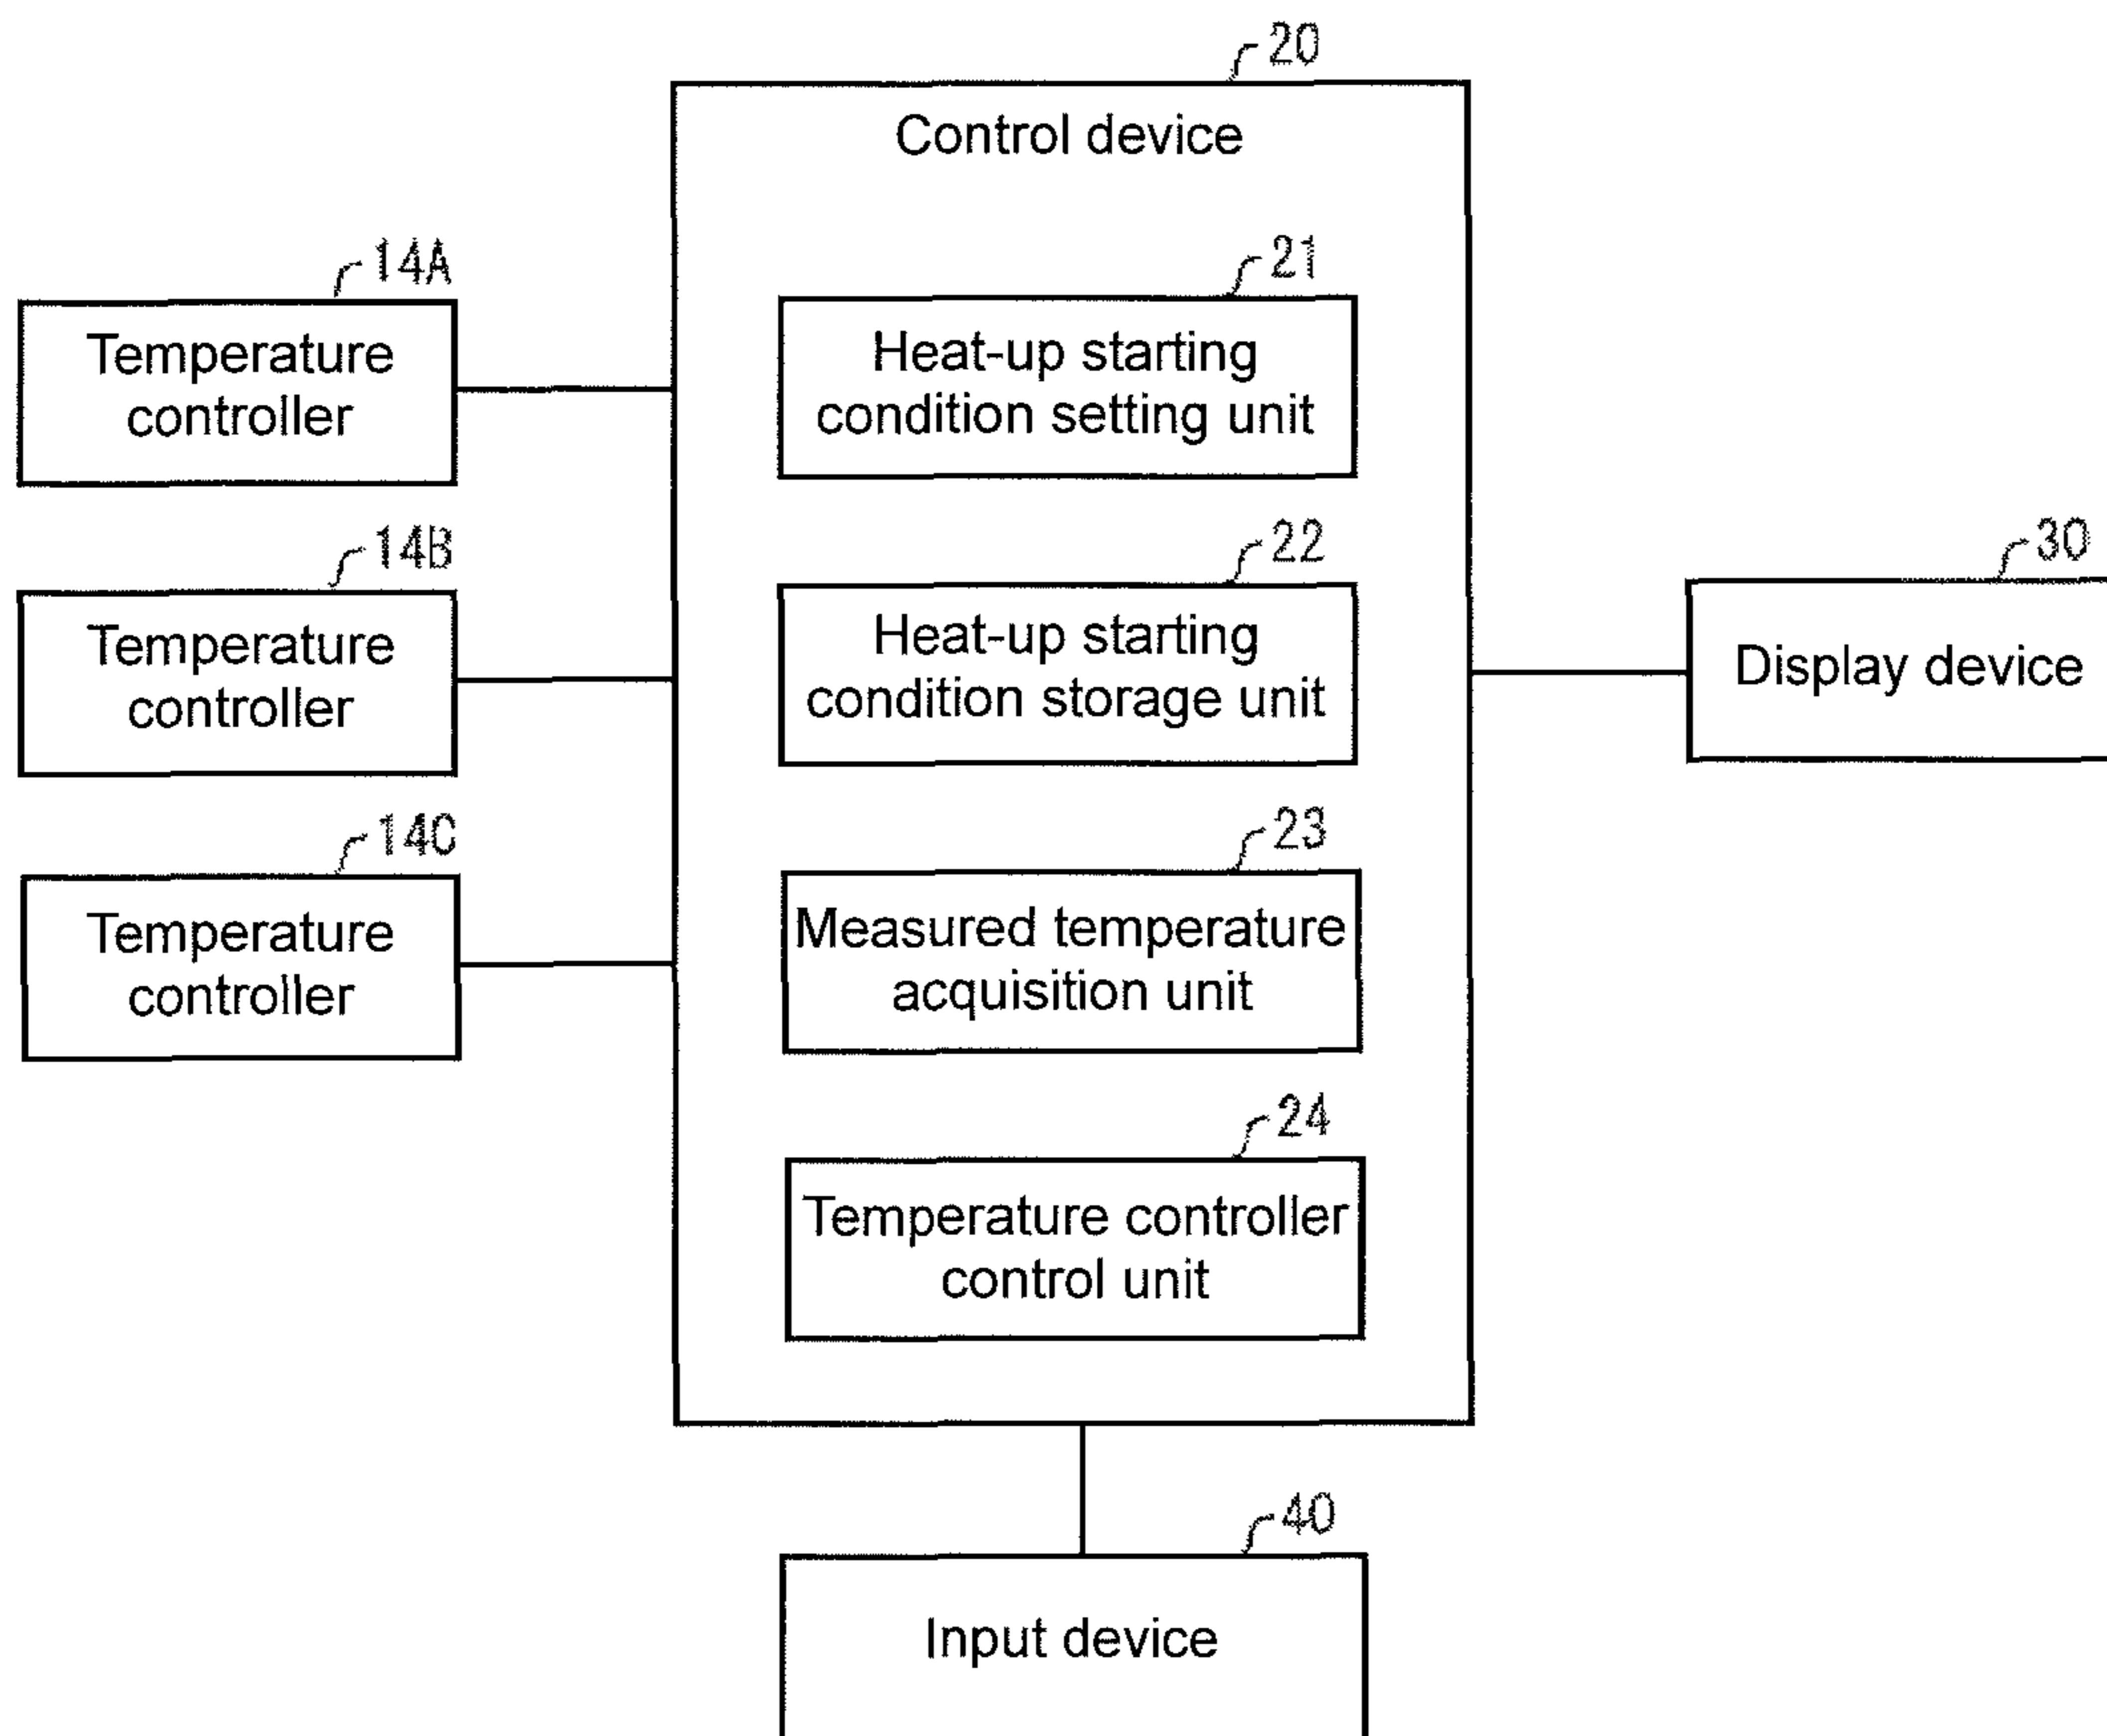 20
Control device
14A
Temperature
controller
21
Heat-up starting
condition setting unit
14B
Temperature
controller
22
Heat-up starting
condition storage unit
30
Display device
14C
Temperature
controller
23
Measured temperature
acquisition unit
24
Temperature controller
control unit
40
Input device